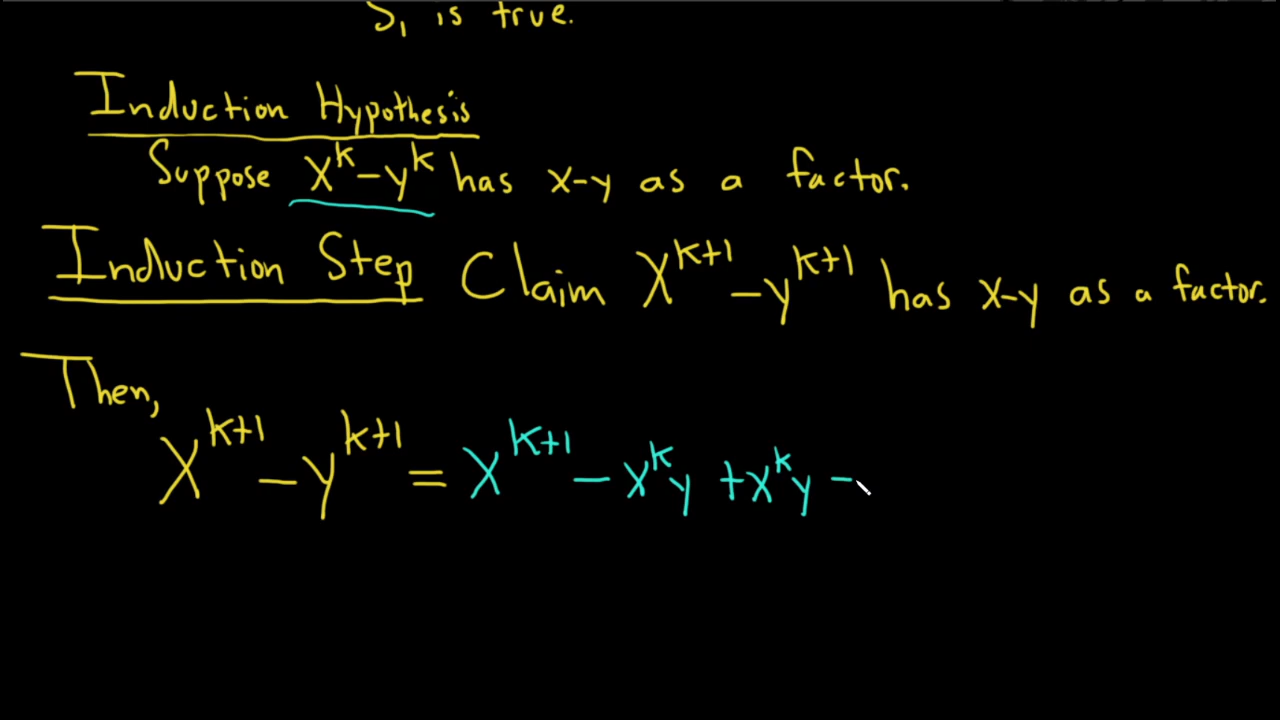 S₁ is true.
Induction Hypothesis
Suppose xᵏ-yᵏ has x-y as a factor.
Induction Step Claim xᵏ⁺¹-yᵏ⁺¹ has x-y as a factor.
Then,
xᵏ⁺¹-yᵏ⁺¹ = xᵏ⁺¹ - xᵏy + xᵏy -